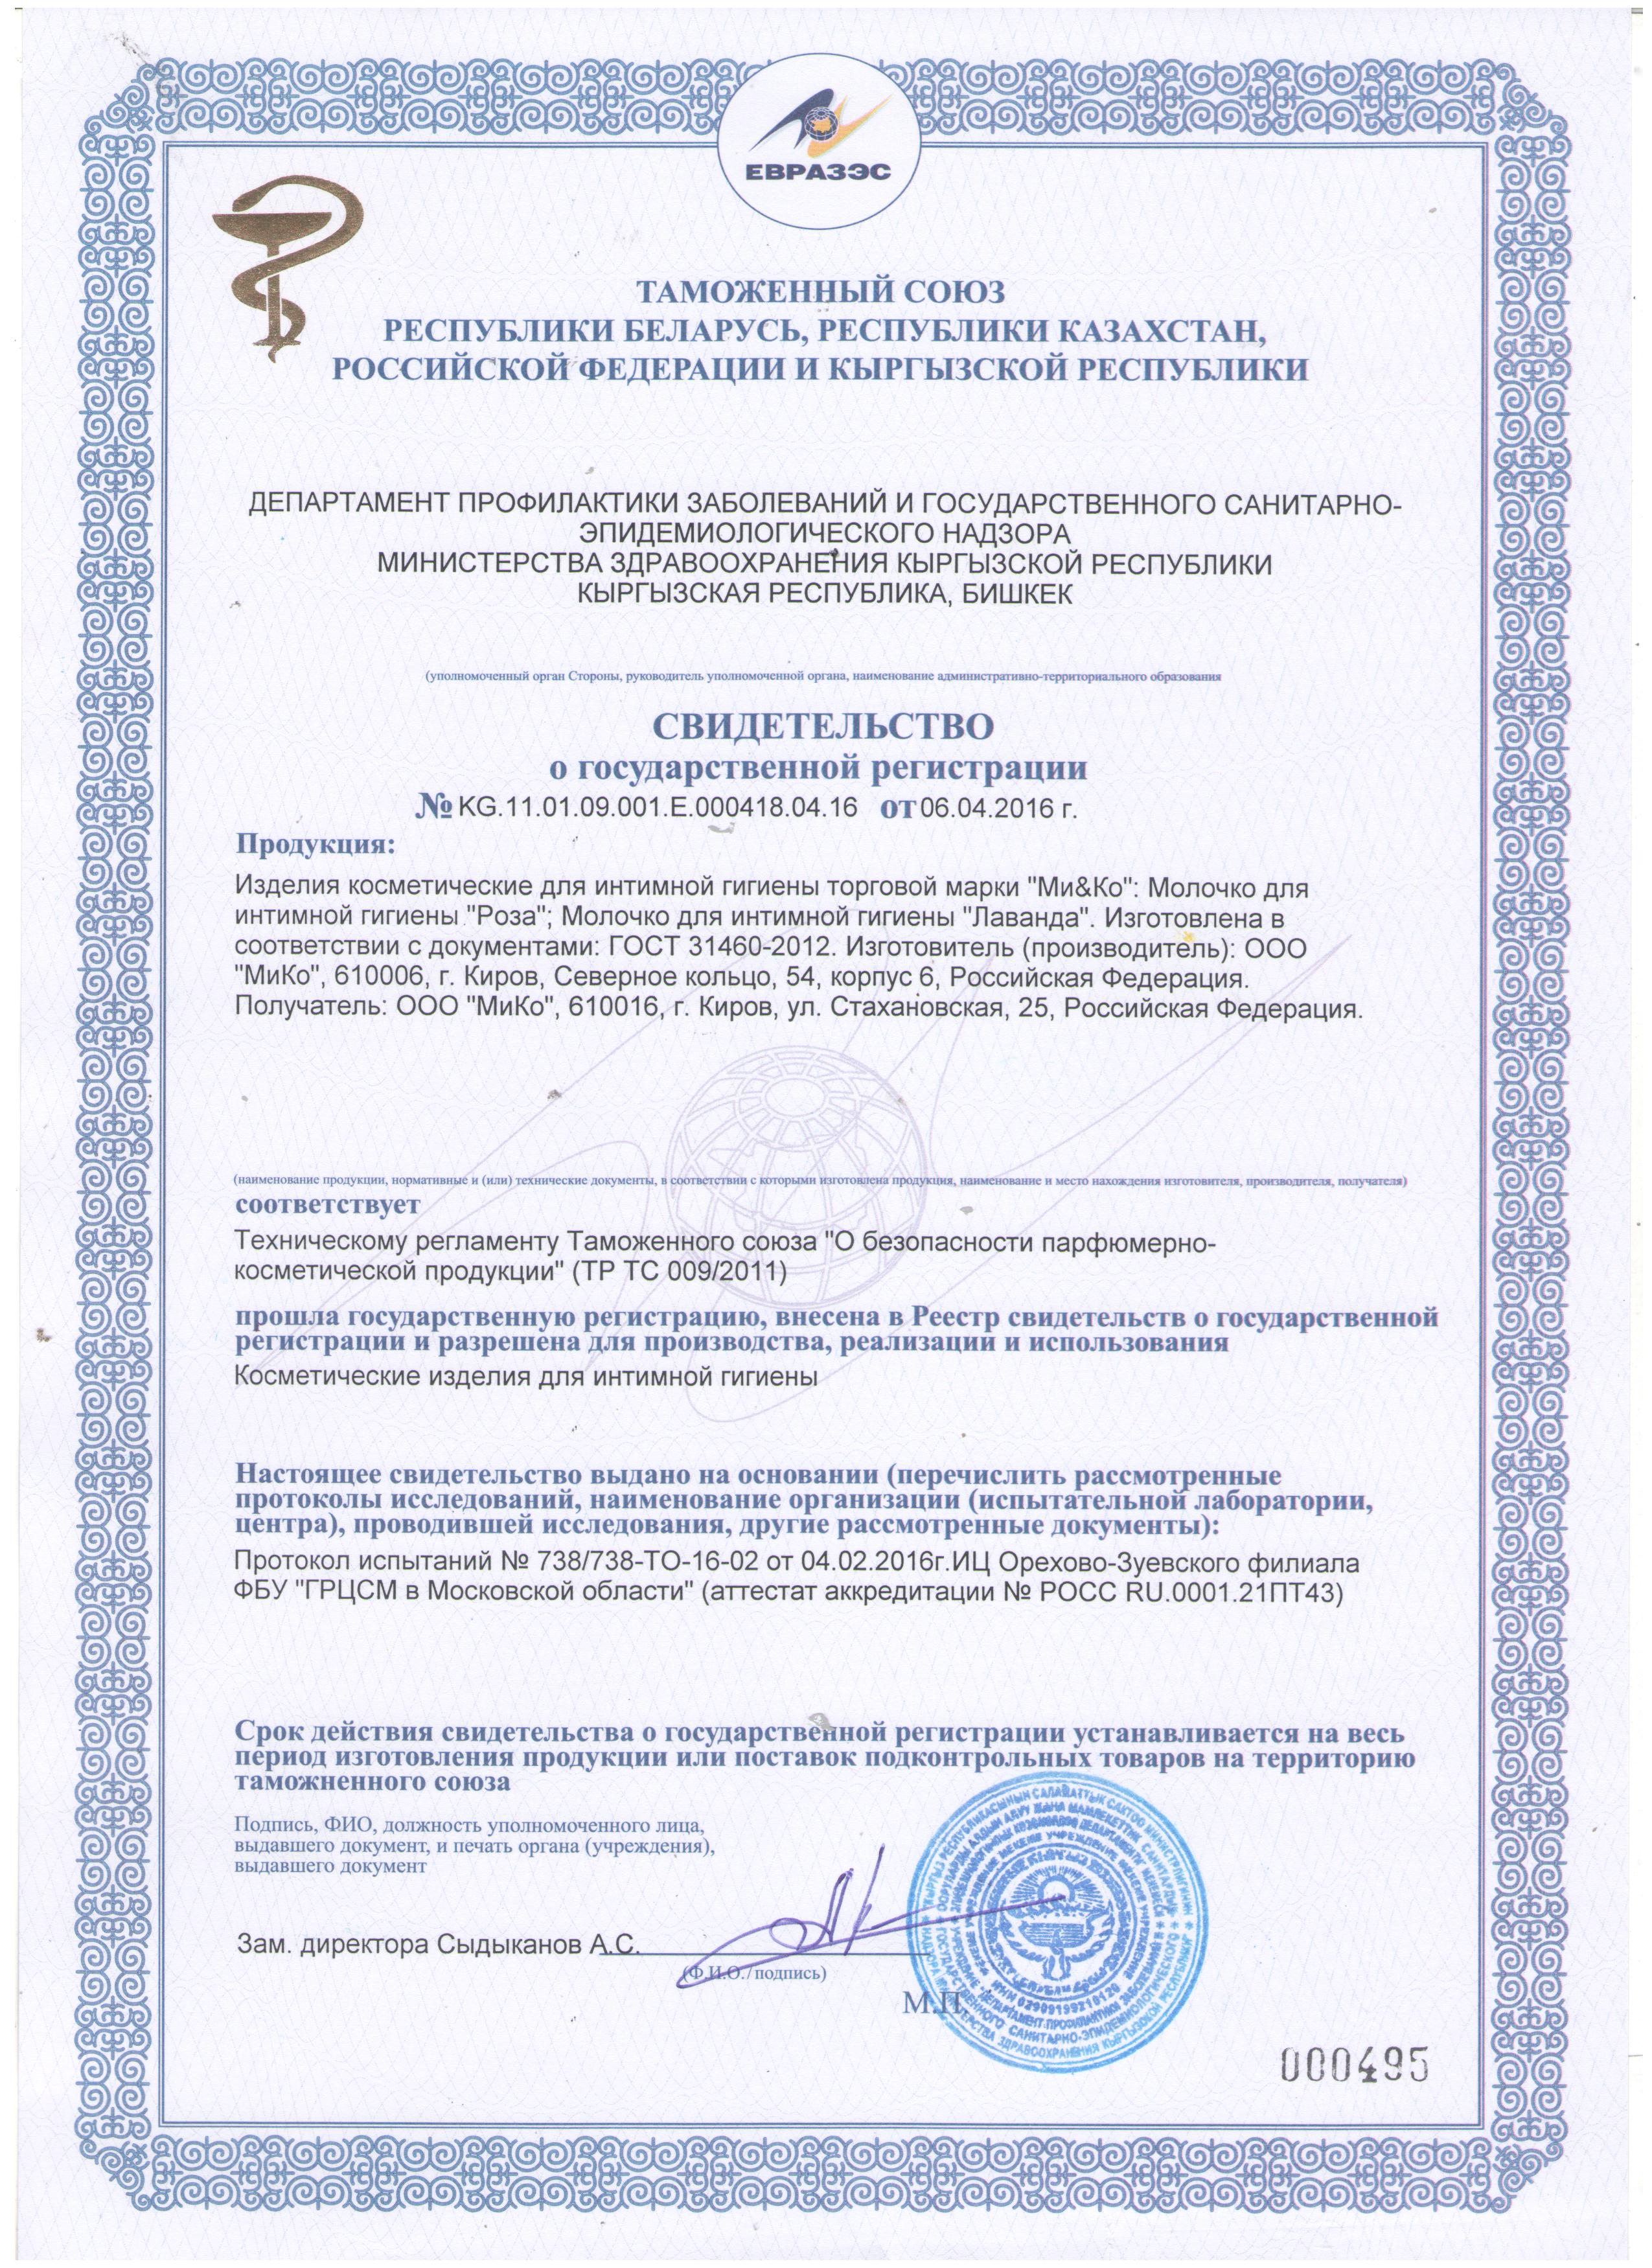 ЕВРАЗЭС
ТАМОЖЕННЫЙ СОЮЗ
РЕСПУБЛИКИ БЕЛАРУСЬ, РЕСПУБЛИКИ КАЗАХСТАН,
РОССИЙСКОЙ ФЕДЕРАЦИИ И КЫРГЫЗСКОЙ РЕСПУБЛИКИ
ДЕПАРТАМЕНТ ПРОФИЛАКТИКИ ЗАБОЛЕВАНИЙ И ГОСУДАРСТВЕННОГО САНИТАРНО-
ЭПИДЕМИОЛОГИЧЕСКОГО НАДЗОРА
МИНИСТЕРСТВА ЗДРАВООХРАНЕНИЯ КЫРГЫЗСКОЙ РЕСПУБЛИКИ
КЫРГЫЗСКАЯ РЕСПУБЛИКА, БИШКЕК
(уполномоченный орган Стороны, руководитель уполномоченной органа, наименование административно-территориального образования
СВИДЕТЕЛЬСТВО
о государственной регистрации
№ KG.11.01.09.001.E.000418.04.16 от 06.04.2016 г.
Продукция:
Изделия косметические для интимной гигиены торговой марки "Ми&Ко": Молочко для
интимной гигиены "Роза"; Молочко для интимной гигиены "Лаванда". Изготовлена в
соответствии с документами: ГОСТ 31460-2012. Изготовитель (производитель): ООО
"МиКо", 610006, г. Киров, Северное кольцо, 54, корпус 6, Российская Федерация.
Получатель: ООО "МиКо", 610016, г. Киров, ул. Стахановская, 25, Российская Федерация.
(наименование продукции, нормативные и (или) технические документы, в соответствии с которыми изготовлена продукция, наименование и место нахождения изготовителя, производителя, получателя)
соответствует
Техническому регламенту Таможенного союза "О безопасности парфюмерно-
косметической продукции" (ТР ТС 009/2011)
прошла государственную регистрацию, внесена в Реестр свидетельств о государственной
регистрации и разрешена для производства, реализации и использования
Косметические изделия для интимной гигиены
Настоящее свидетельство выдано на основании (перечислить рассмотренные
протоколы исследований, наименование организации (испытательной лаборатории,
центра), проводившей исследования, другие рассмотренные документы):
Протокол испытаний № 738/738-ТО-16-02 от 04.02.2016г.ИЦ Орехово-Зуевского филиала
ФБУ "ГРЦСМ в Московской области" (аттестат аккредитации № РОСС RU.0001.21ПТ43)
Срок действия свидетельства о государственной регистрации устанавливается на весь
период изготовления продукции или поставок подконтрольных товаров на территорию
таможненного союза
Подпись, ФИО, должность уполномоченного лица,
выдавшего документ, и печать органа (учреждения),
выдавшего документ
Зам. директора Сыдыканов А.С.
(Ф.И.О./подпись)
М.П.
000495